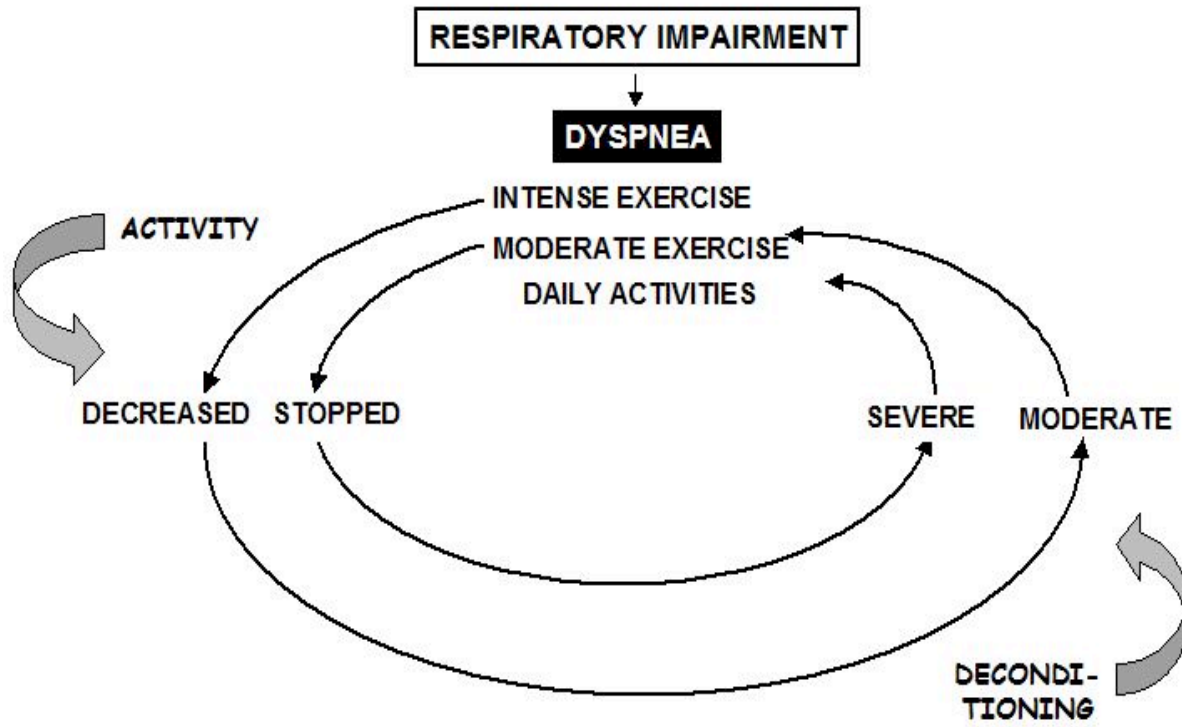 RESPIRATORY IMPAIRMENT
DYSPNEA
INTENSE EXERCISE
ACTIVITY
MODERATE EXERCISE
DAILY ACTIVITIES
DECREASED STOPPED SEVERE MODERATE
DECONDI-
TIONING